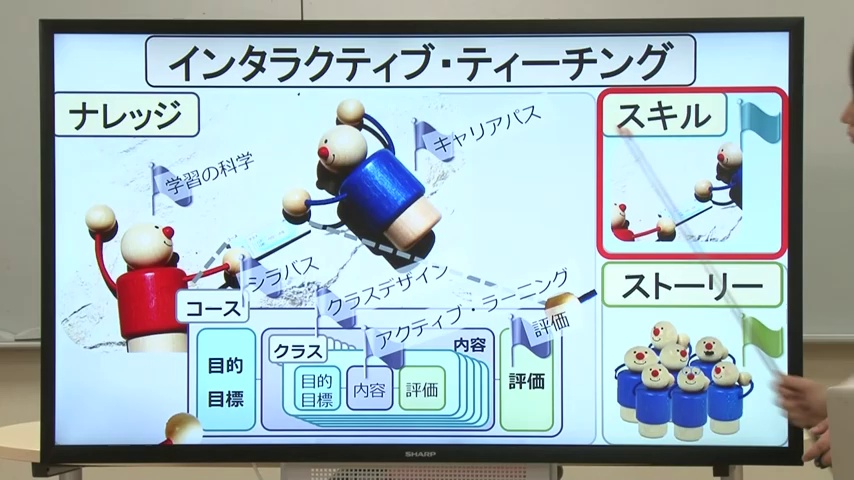 インタラクティブ・ティーチング
ナレッジ
スキル
キャリアパス
学習の科学
シラバス
クラスデザイン
アクティブ・ラーニング
評価
ストーリー
コース
目的
目標
クラス
内容
目的
目標
内容
評価
評価
SHARP